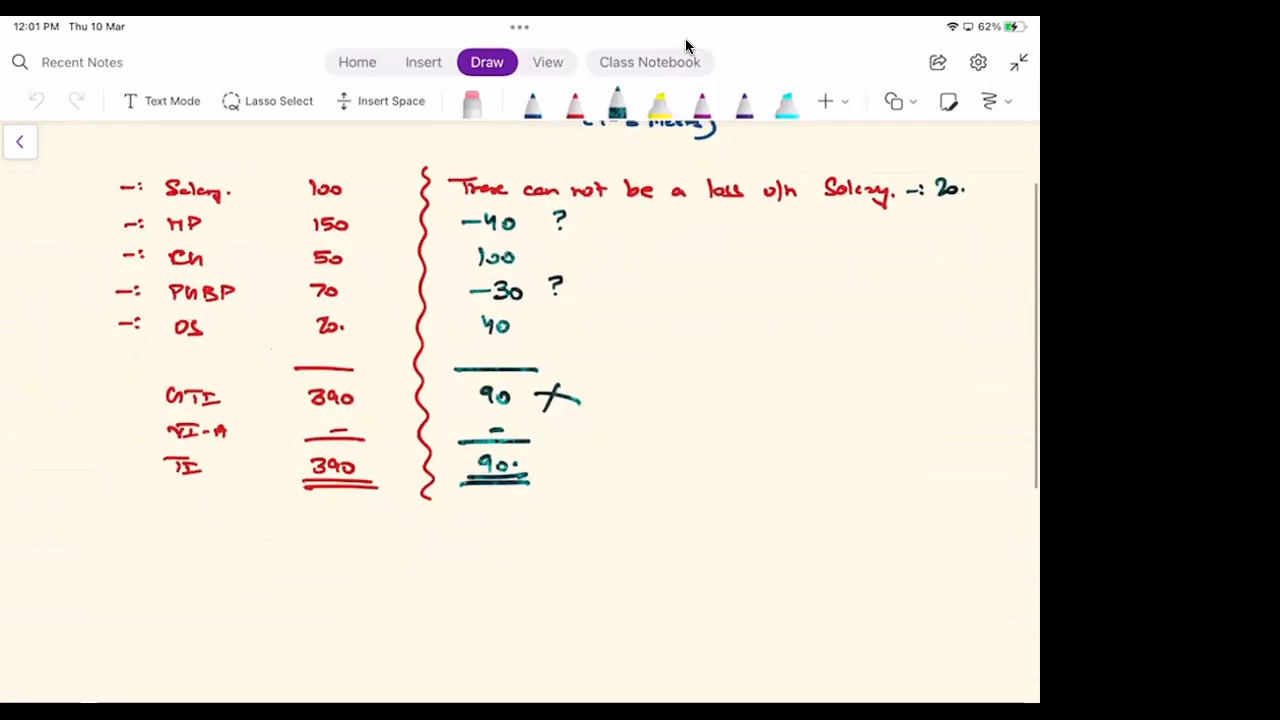 12:01 PM Thu 10 Mar 62%
Recent Notes Home Insert Draw View Class Notebook
T Text Mode Lasso Select Insert Space
-: Salary. 100 There can not be a loss u/h Salary. -: 20.
-: HP 150 -40 ?
-: CG 50 100
-: PGBP 70 -30 ?
-: OS 20. 40
GTI 390 90 X
VI-A - -
TI 390 90.